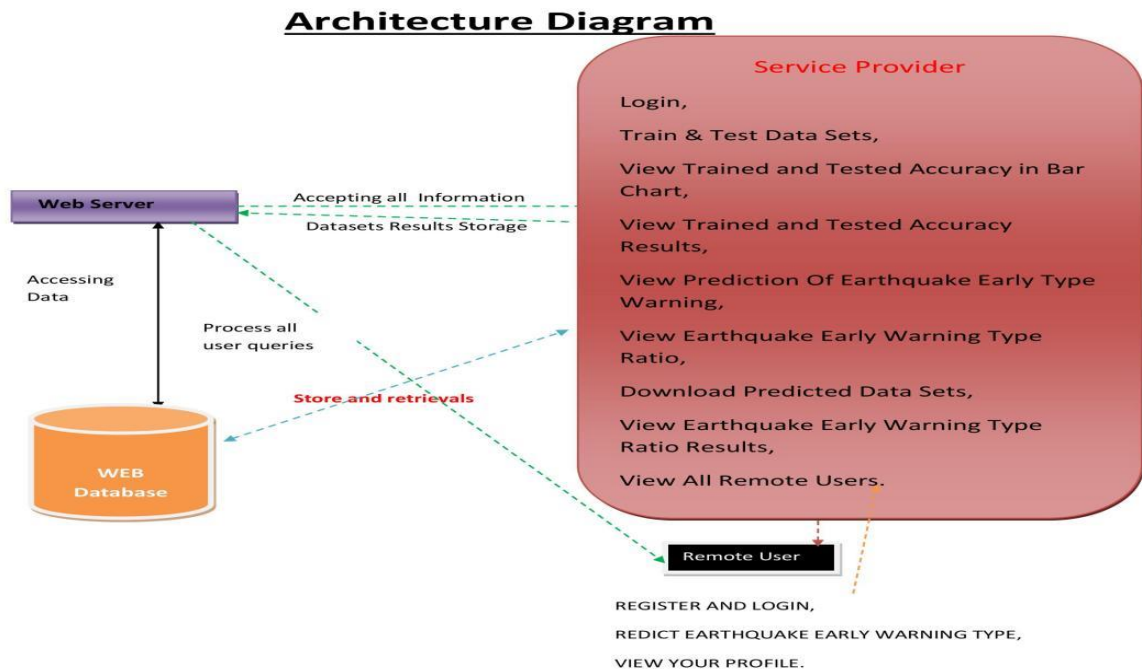 Architecture Diagram
Service Provider
Login,
Train & Test Data Sets,
View Trained and Tested Accuracy in Bar
Chart,
View Trained and Tested Accuracy
Results,
View Prediction Of Earthquake Early Type
Warning,
View Earthquake Early Warning Type
Ratio,
Download Predicted Data Sets,
View Earthquake Early Warning Type
Ratio Results,
View All Remote Users.
Web Server
Accepting all Information
Datasets Results Storage
Accessing
Data
Process all
user queries
Store and retrievals
WEB
Database
Remote User
REGISTER AND LOGIN,
REDICT EARTHQUAKE EARLY WARNING TYPE,
VIEW YOUR PROFILE.